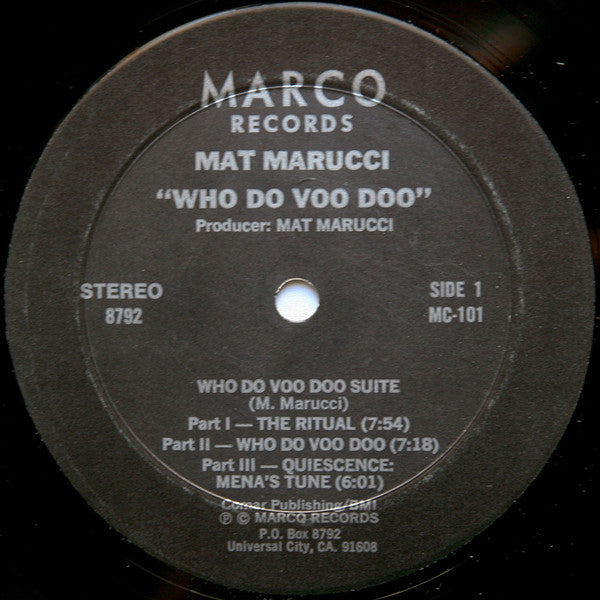 MARCO
RECORDS
MAT MARUCCI
“WHO DO VOO DOO”
Producer: MAT MARUCCI
STEREO
8792
SIDE 1
MC-101
WHO DO VOO DOO SUITE
(M. Marucci)
Part I — THE RITUAL (7:54)
Part II — WHO DO VOO DOO (7:18)
Part III — QUIESCENCE:
MENA'S TUNE (6:01)
Comar Publishing/BMI
℗ © MARCO RECORDS
P.O. Box 8792
Universal City, CA. 91608